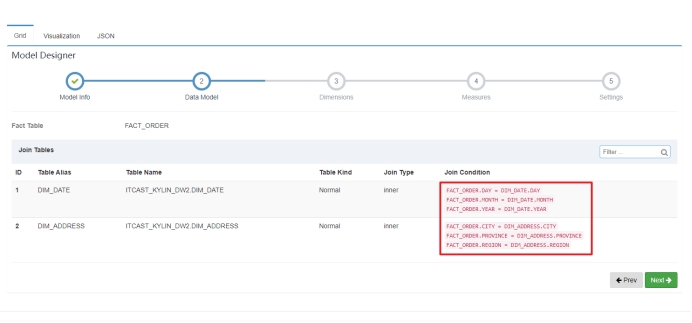 Grid Visualization JSON
Model Designer
2 3 4 5
Model Info Data Model Dimensions Measures Settings
Fact Table FACT_ORDER
Join Tables Filter ...
ID Table Alias Table Name Table Kind Join Type Join Condition
1 DIM_DATE ITCAST_KYLIN_DW2.DIM_DATE Normal inner FACT_ORDER.DAY = DIM_DATE.DAY
FACT_ORDER.MONTH = DIM_DATE.MONTH
FACT_ORDER.YEAR = DIM_DATE.YEAR
2 DIM_ADDRESS ITCAST_KYLIN_DW2.DIM_ADDRESS Normal inner FACT_ORDER.CITY = DIM_ADDRESS.CITY
FACT_ORDER.PROVINCE = DIM_ADDRESS.PROVINCE
FACT_ORDER.REGION = DIM_ADDRESS.REGION
Prev Next